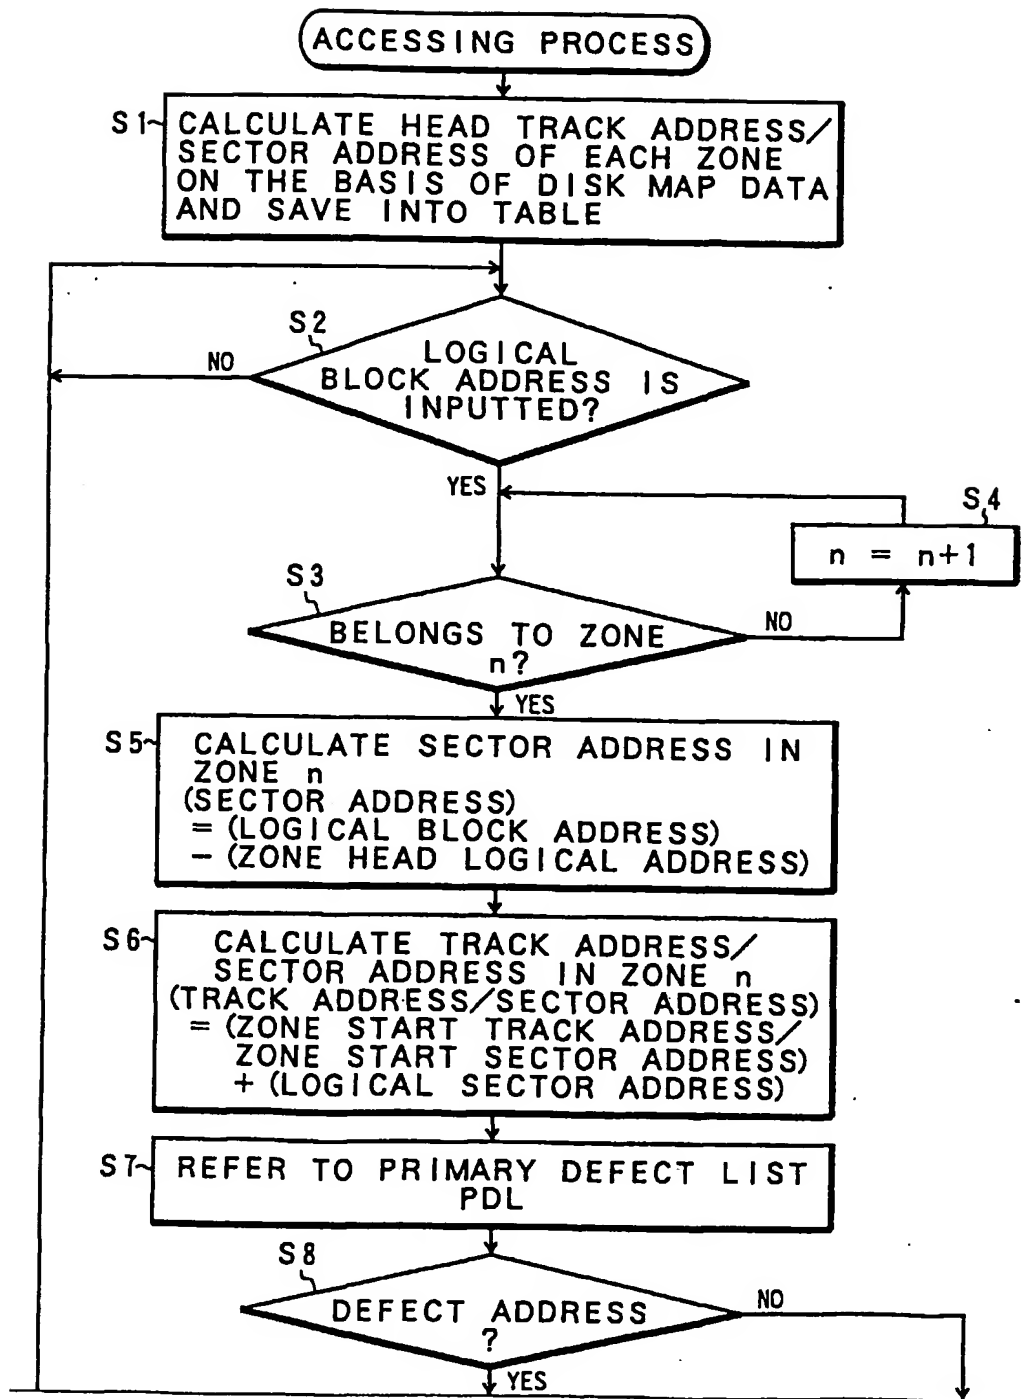 ACCESSING PROCESS
S1
CALCULATE HEAD TRACK ADDRESS/
SECTOR ADDRESS OF EACH ZONE
ON THE BASIS OF DISK MAP DATA
AND SAVE INTO TABLE
S2
NO
LOGICAL
BLOCK ADDRESS IS
INPUTTED?
YES
S4
n = n+1
S3
BELONGS TO ZONE
n?
NO
YES
S5
CALCULATE SECTOR ADDRESS IN
ZONE n
(SECTOR ADDRESS)
= (LOGICAL BLOCK ADDRESS)
- (ZONE HEAD LOGICAL ADDRESS)
S6
CALCULATE TRACK ADDRESS/
SECTOR ADDRESS IN ZONE n
(TRACK ADDRESS/SECTOR ADDRESS)
= (ZONE START TRACK ADDRESS/
ZONE START SECTOR ADDRESS)
+ (LOGICAL SECTOR ADDRESS)
S7
REFER TO PRIMARY DEFECT LIST
PDL
S8
DEFECT ADDRESS
?
NO
YES